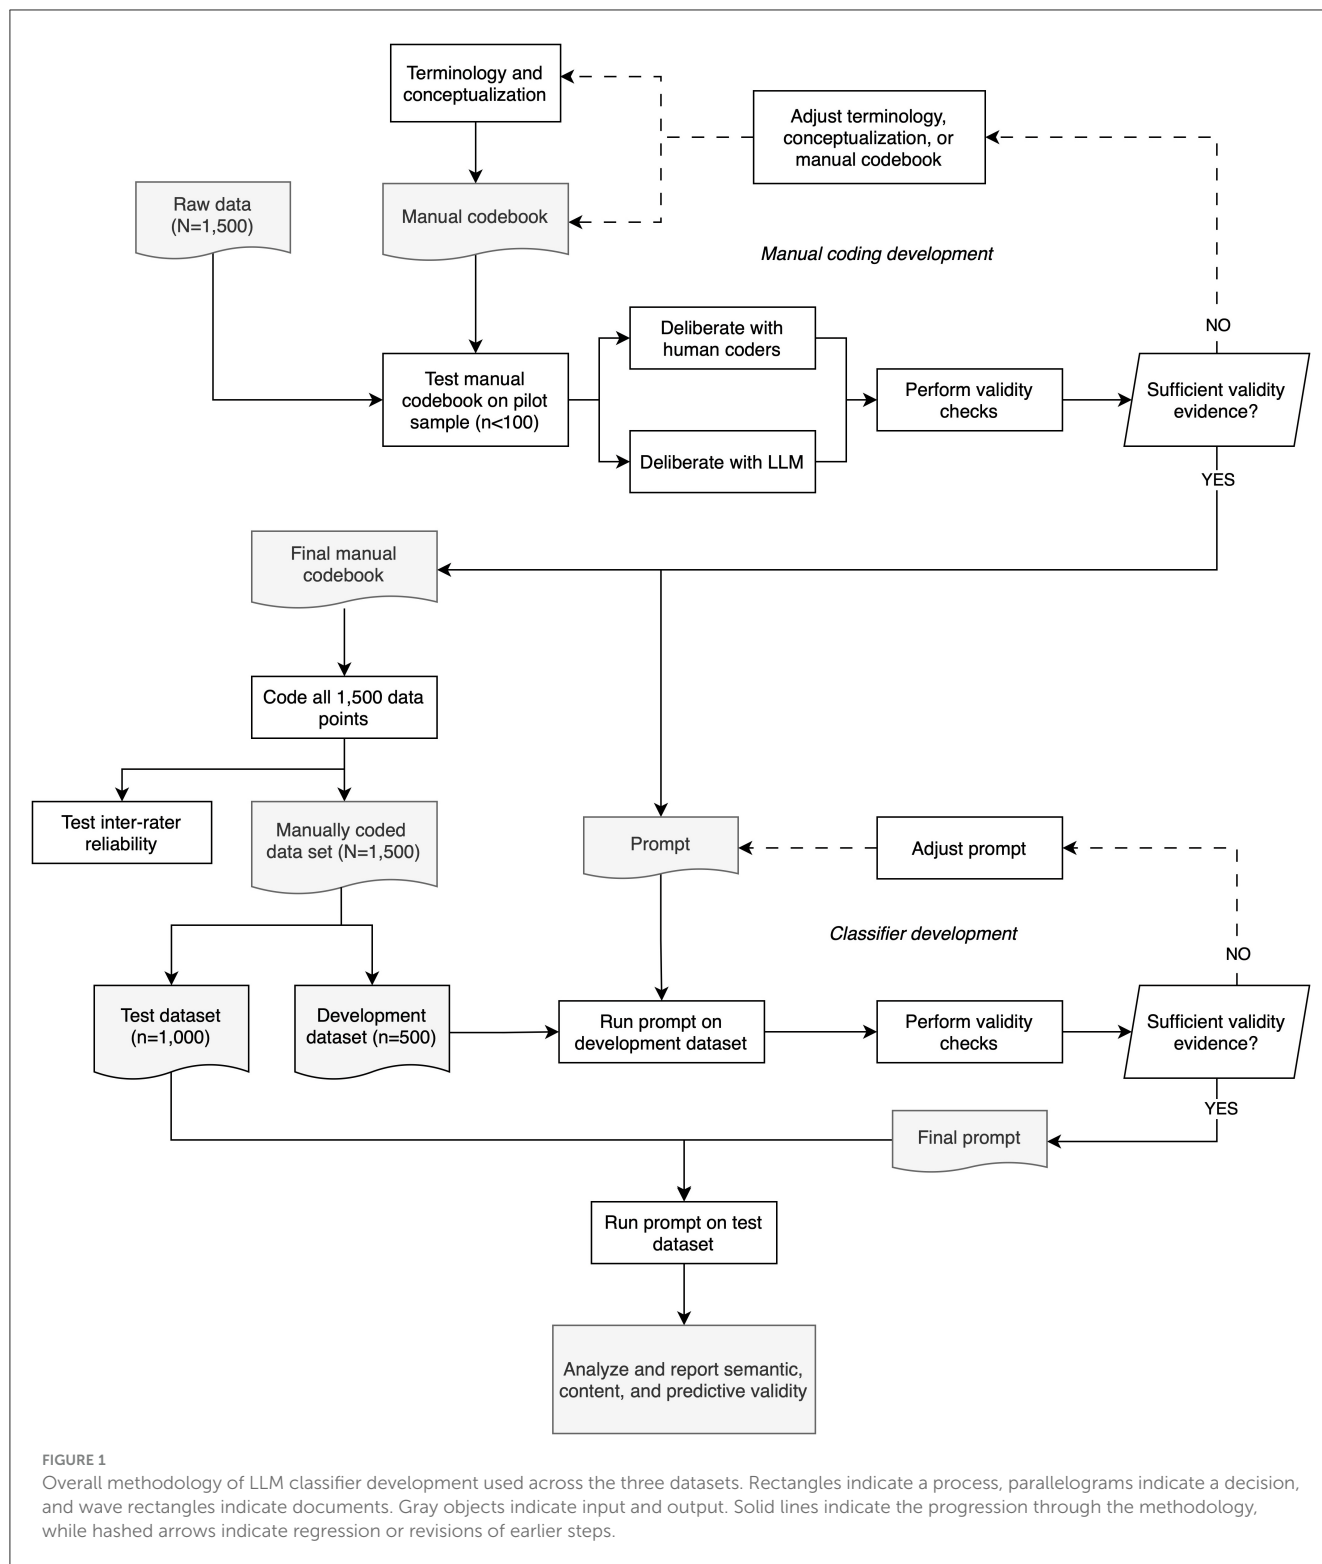 Terminology and
conceptualization
Adjust terminology,
conceptualization, or
manual codebook
Raw data
(N=1,500)
Manual codebook
Manual coding development
Deliberate with
human coders
NO
Test manual
codebook on pilot
sample (n<100)
Perform validity
checks
Sufficient validity
evidence?
Deliberate with LLM
YES
Final manual
codebook
Code all 1,500 data
points
Test inter-rater
reliability
Manually coded
data set (N=1,500)
Prompt
Adjust prompt
Classifier development
NO
Test dataset
(n=1,000)
Development
dataset (n=500)
Run prompt on
development dataset
Perform validity
checks
Sufficient validity
evidence?
YES
Final prompt
Run prompt on test
dataset
Analyze and report semantic,
content, and predictive validity
FIGURE 1
Overall methodology of LLM classifier development used across the three datasets. Rectangles indicate a process, parallelograms indicate a decision,
and wave rectangles indicate documents. Gray objects indicate input and output. Solid lines indicate the progression through the methodology,
while hashed arrows indicate regression or revisions of earlier steps.